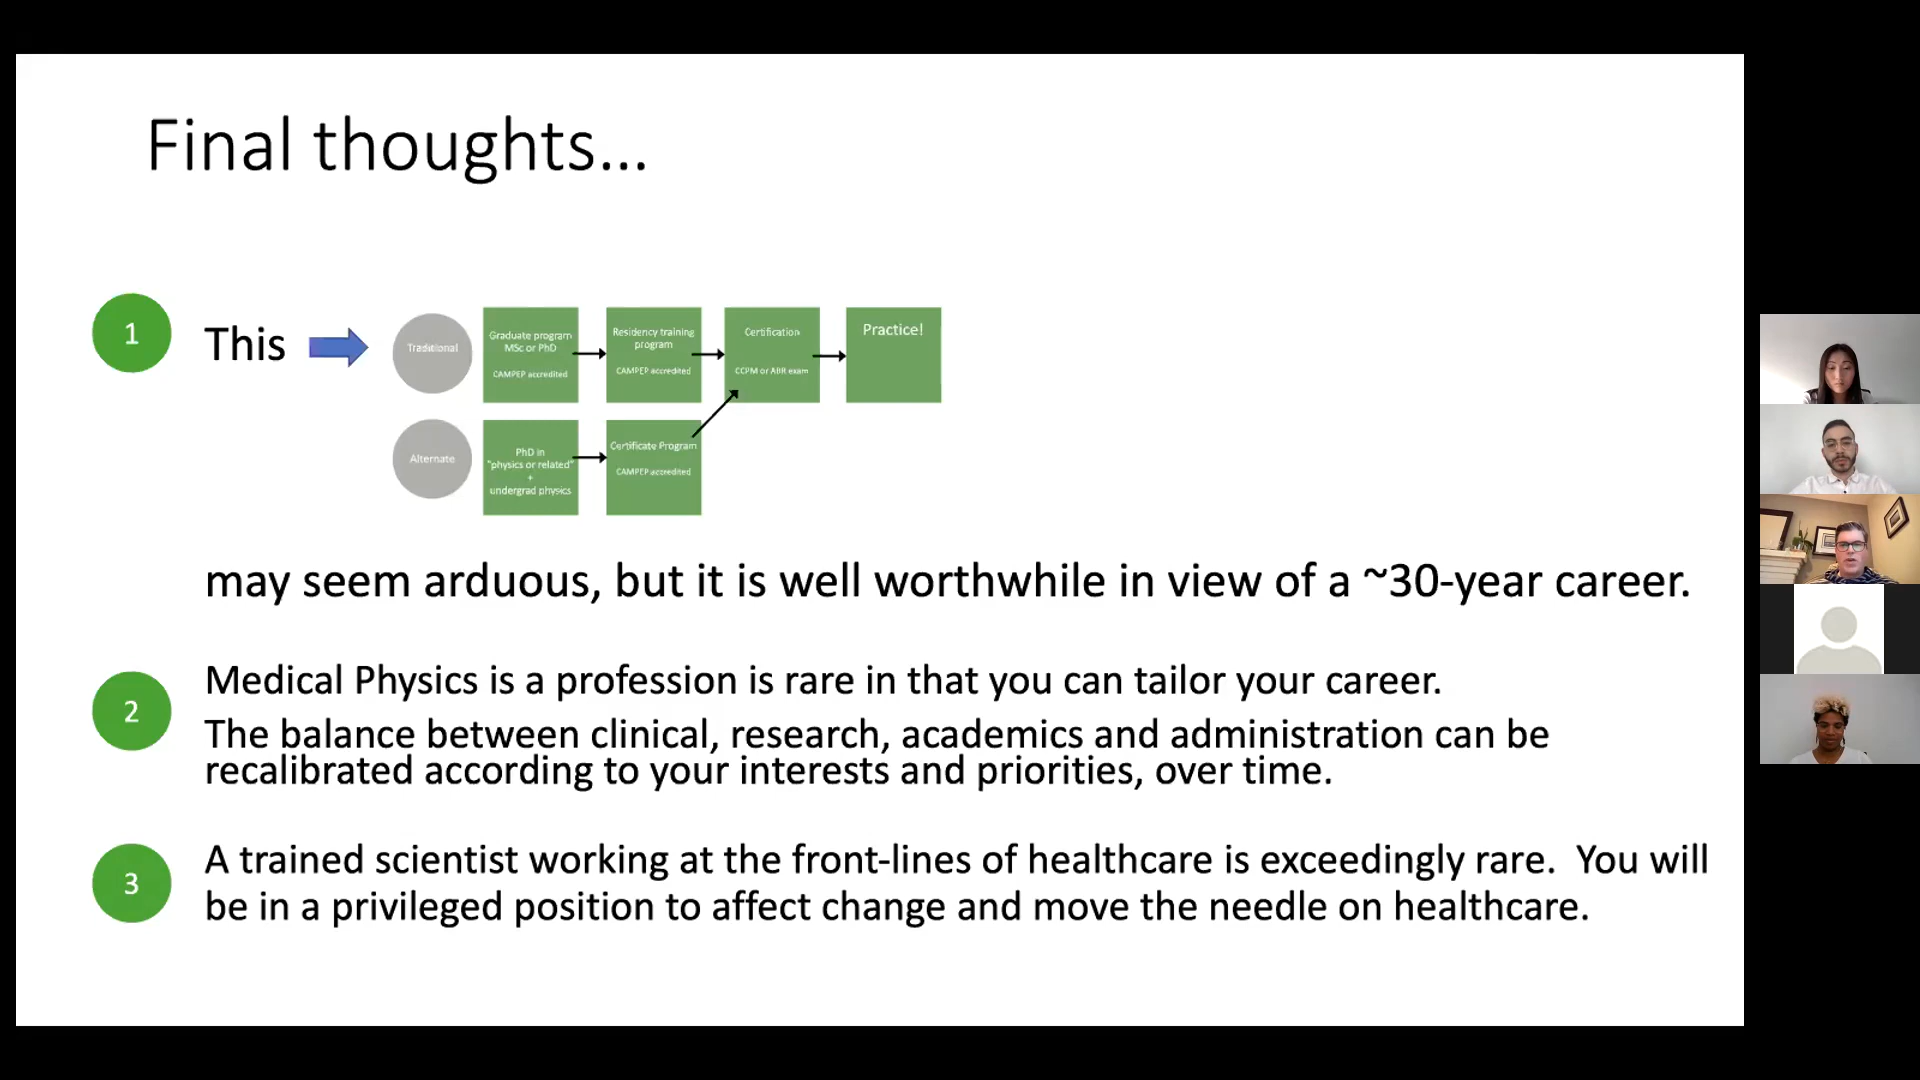 Final thoughts...
1
This
Traditional
Graduate program
MSc or PhD
CAMPEP accredited
Residency training
program
CAMPEP accredited
Certification
CCPM or ABR exam
Practice!
Alternate
PhD in
"physics or related"
+
undergrad physics
Certificate Program
CAMPEP accredited
may seem arduous, but it is well worthwhile in view of a ~30-year career.
2
Medical Physics is a profession is rare in that you can tailor your career.
The balance between clinical, research, academics and administration can be
recalibrated according to your interests and priorities, over time.
3
A trained scientist working at the front-lines of healthcare is exceedingly rare.  You will
be in a privileged position to affect change and move the needle on healthcare.